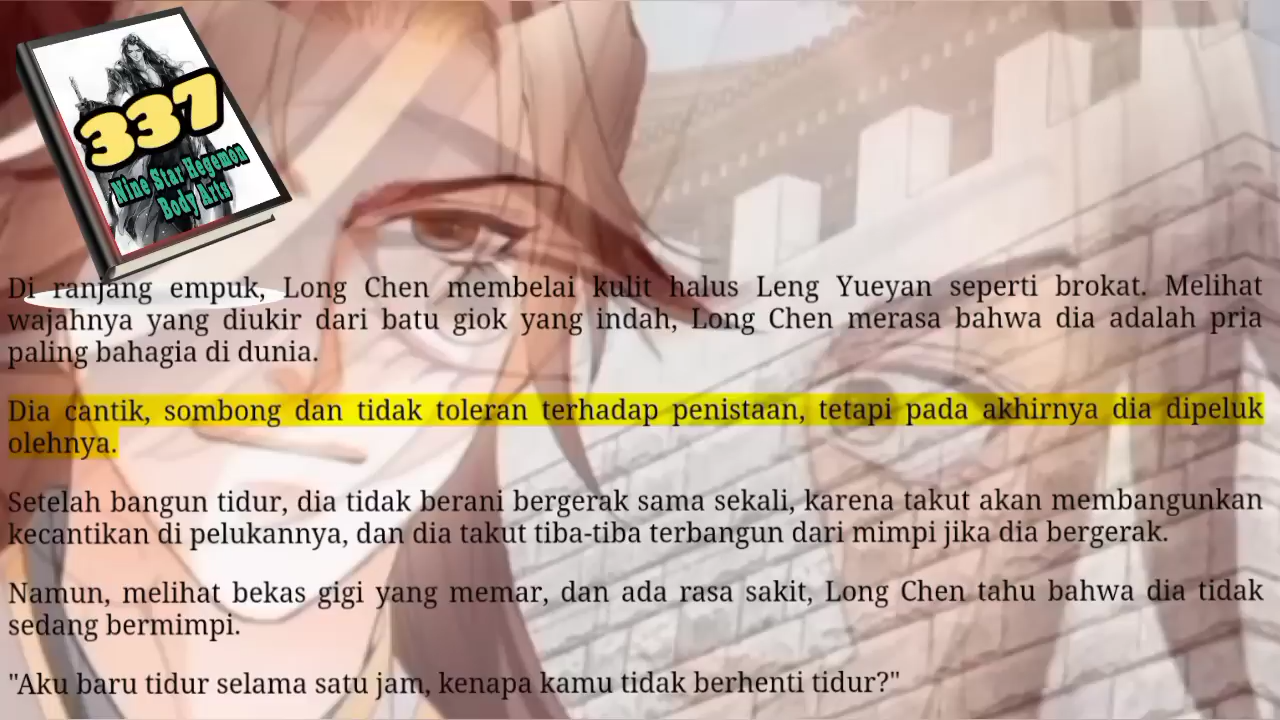 337
Nine Star Hegemon
Body Arts
Di ranjang empuk, Long Chen membelai kulit halus Leng Yueyan seperti brokat. Melihat
wajahnya yang diukir dari batu giok yang indah, Long Chen merasa bahwa dia adalah pria
paling bahagia di dunia.
Dia cantik, sombong dan tidak toleran terhadap penistaan, tetapi pada akhirnya dia dipeluk
olehnya.
Setelah bangun tidur, dia tidak berani bergerak sama sekali, karena takut akan membangunkan
kecantikan di pelukannya, dan dia takut tiba-tiba terbangun dari mimpi jika dia bergerak.
Namun, melihat bekas gigi yang memar, dan ada rasa sakit, Long Chen tahu bahwa dia tidak
sedang bermimpi.
"Aku baru tidur selama satu jam, kenapa kamu tidak berhenti tidur?"